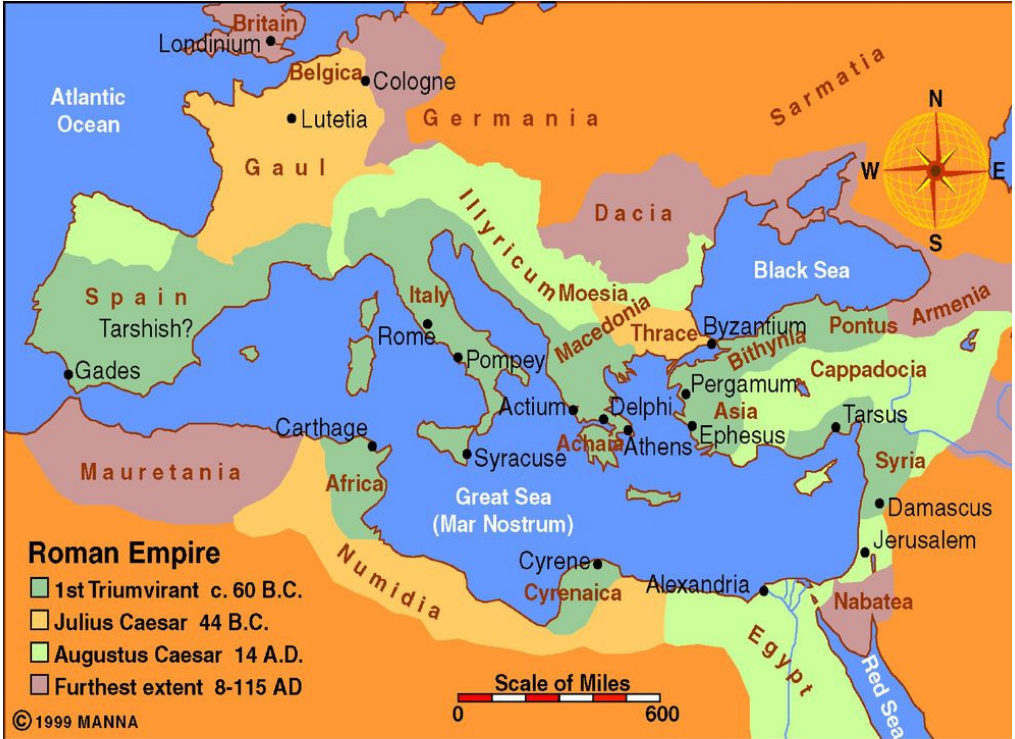 Britain
Londinium
Belgica
Cologne
Atlantic
Ocean
Lutetia
Germania
Sarmatia
N
W
E
S
Gaul
Dacia
Illyricum
Black Sea
Spain
Tarshish?
Italy
Moesia
Macedonia
Thrace
Byzantium
Bithynia
Pontus
Armenia
Rome
Pompey
Gades
Cappadocia
Pergamum
Actium
Delphi
Asia
Tarsus
Carthage
Achaia
Athens
Ephesus
Syracuse
Syria
Mauretania
Africa
Great Sea
(Mar Nostrum)
Damascus
Jerusalem
Numidia
Cyrene
Cyrenaica
Alexandria
Nabatea
Egypt
Red Sea
Roman Empire
1st Triumvirant c. 60 B.C.
Julius Caesar 44 B.C.
Augustus Caesar 14 A.D.
Furthest extent 8-115 AD
© 1999 MANNA
Scale of Miles
0 600